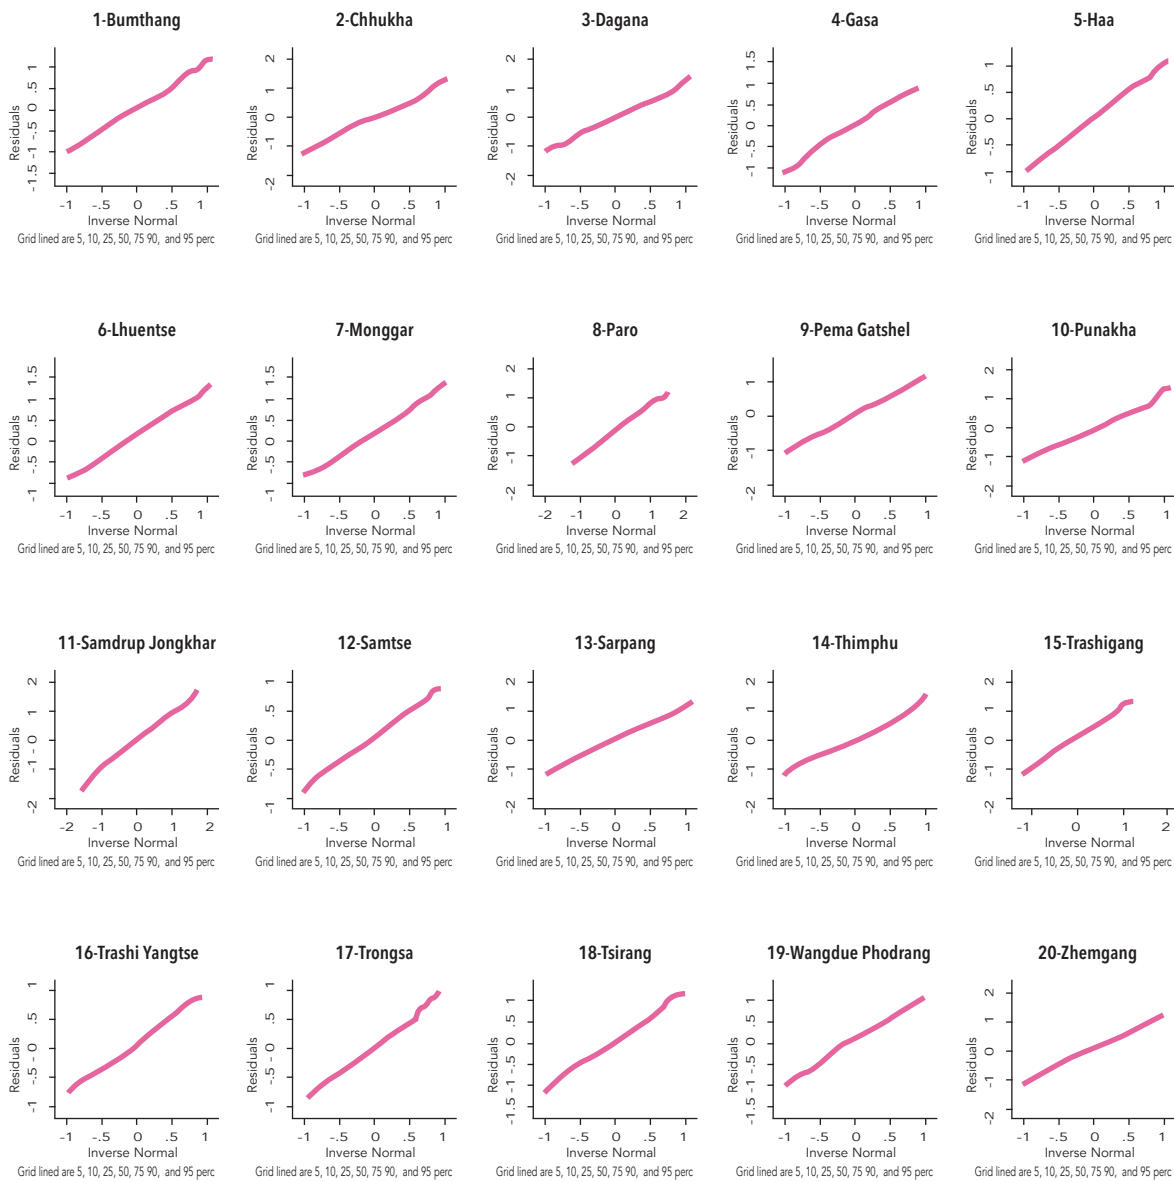 1-Bumthang
Residuals
-1.5 -1 -.5 0 .5 1
-1 -.5 0 .5 1
Inverse Normal
Grid lined are 5, 10, 25, 50, 75 90, and 95 perc
2-Chhukha
Residuals
-2 -1 0 1 2
-1 -.5 0 .5 1
Inverse Normal
Grid lined are 5, 10, 25, 50, 75 90, and 95 perc
3-Dagana
Residuals
-2 -1 0 1 2
-1 -.5 0 .5 1
Inverse Normal
Grid lined are 5, 10, 25, 50, 75 90, and 95 perc
4-Gasa
Residuals
-1 -.5 0 .5 1 1.5
-1 -.5 0 .5 1
Inverse Normal
Grid lined are 5, 10, 25, 50, 75 90, and 95 perc
5-Haa
Residuals
-1 -.5 0 .5 1
-1 -.5 0 .5 1
Inverse Normal
Grid lined are 5, 10, 25, 50, 75 90, and 95 perc
6-Lhuentse
Residuals
-1 -.5 0 .5 1 1.5
-1 -.5 0 .5 1
Inverse Normal
Grid lined are 5, 10, 25, 50, 75 90, and 95 perc
7-Monggar
Residuals
-1 -.5 0 .5 1 1.5
-1 -.5 0 .5 1
Inverse Normal
Grid lined are 5, 10, 25, 50, 75 90, and 95 perc
8-Paro
Residuals
-2 -1 0 1 2
-2 -1 0 1 2
Inverse Normal
Grid lined are 5, 10, 25, 50, 75 90, and 95 perc
9-Pema Gatshel
Residuals
-2 -1 0 1
-1 -.5 0 .5 1
Inverse Normal
Grid lined are 5, 10, 25, 50, 75 90, and 95 perc
10-Punakha
Residuals
-2 -1 0 1 2
-1 -.5 0 .5 1
Inverse Normal
Grid lined are 5, 10, 25, 50, 75 90, and 95 perc
11-Samdrup Jongkhar
Residuals
-2 -1 - 0 1 2
-2 -1 0 1 2
Inverse Normal
Grid lined are 5, 10, 25, 50, 75 90, and 95 perc
12-Samtse
Residuals
-1 -.5 0 .5 1
-1 -.5 0 .5 1
Inverse Normal
Grid lined are 5, 10, 25, 50, 75 90, and 95 perc
13-Sarpang
Residuals
-2 -1 0 1 2
-1 -.5 0 .5 1
Inverse Normal
Grid lined are 5, 10, 25, 50, 75 90, and 95 perc
14-Thimphu
Residuals
-2 -1 0 1 2
-1 -.5 0 .5 1
Inverse Normal
Grid lined are 5, 10, 25, 50, 75 90, and 95 perc
15-Trashigang
Residuals
-2 -1 0 1 2
-1 0 1 2
Inverse Normal
Grid lined are 5, 10, 25, 50, 75 90, and 95 perc
16-Trashi Yangtse
Residuals
-1 -.5 0 .5 1
-1 -.5 0 .5 1
Inverse Normal
Grid lined are 5, 10, 25, 50, 75 90, and 95 perc
17-Trongsa
Residuals
-1 -.5 0 .5 1
-1 -.5 0 .5 1
Inverse Normal
Grid lined are 5, 10, 25, 50, 75 90, and 95 perc
18-Tsirang
Residuals
-1.5 -1 -.5 0 .5 1
-1 -.5 0 .5 1
Inverse Normal
Grid lined are 5, 10, 25, 50, 75 90, and 95 perc
19-Wangdue Phodrang
Residuals
-1.5 -1 -.5 0 .5 1
-1 -.5 0 .5 1
Inverse Normal
Grid lined are 5, 10, 25, 50, 75 90, and 95 perc
20-Zhemgang
Residuals
-2 -1 0 1 2
-1 -.5 0 .5 1
Inverse Normal
Grid lined are 5, 10, 25, 50, 75 90, and 95 perc